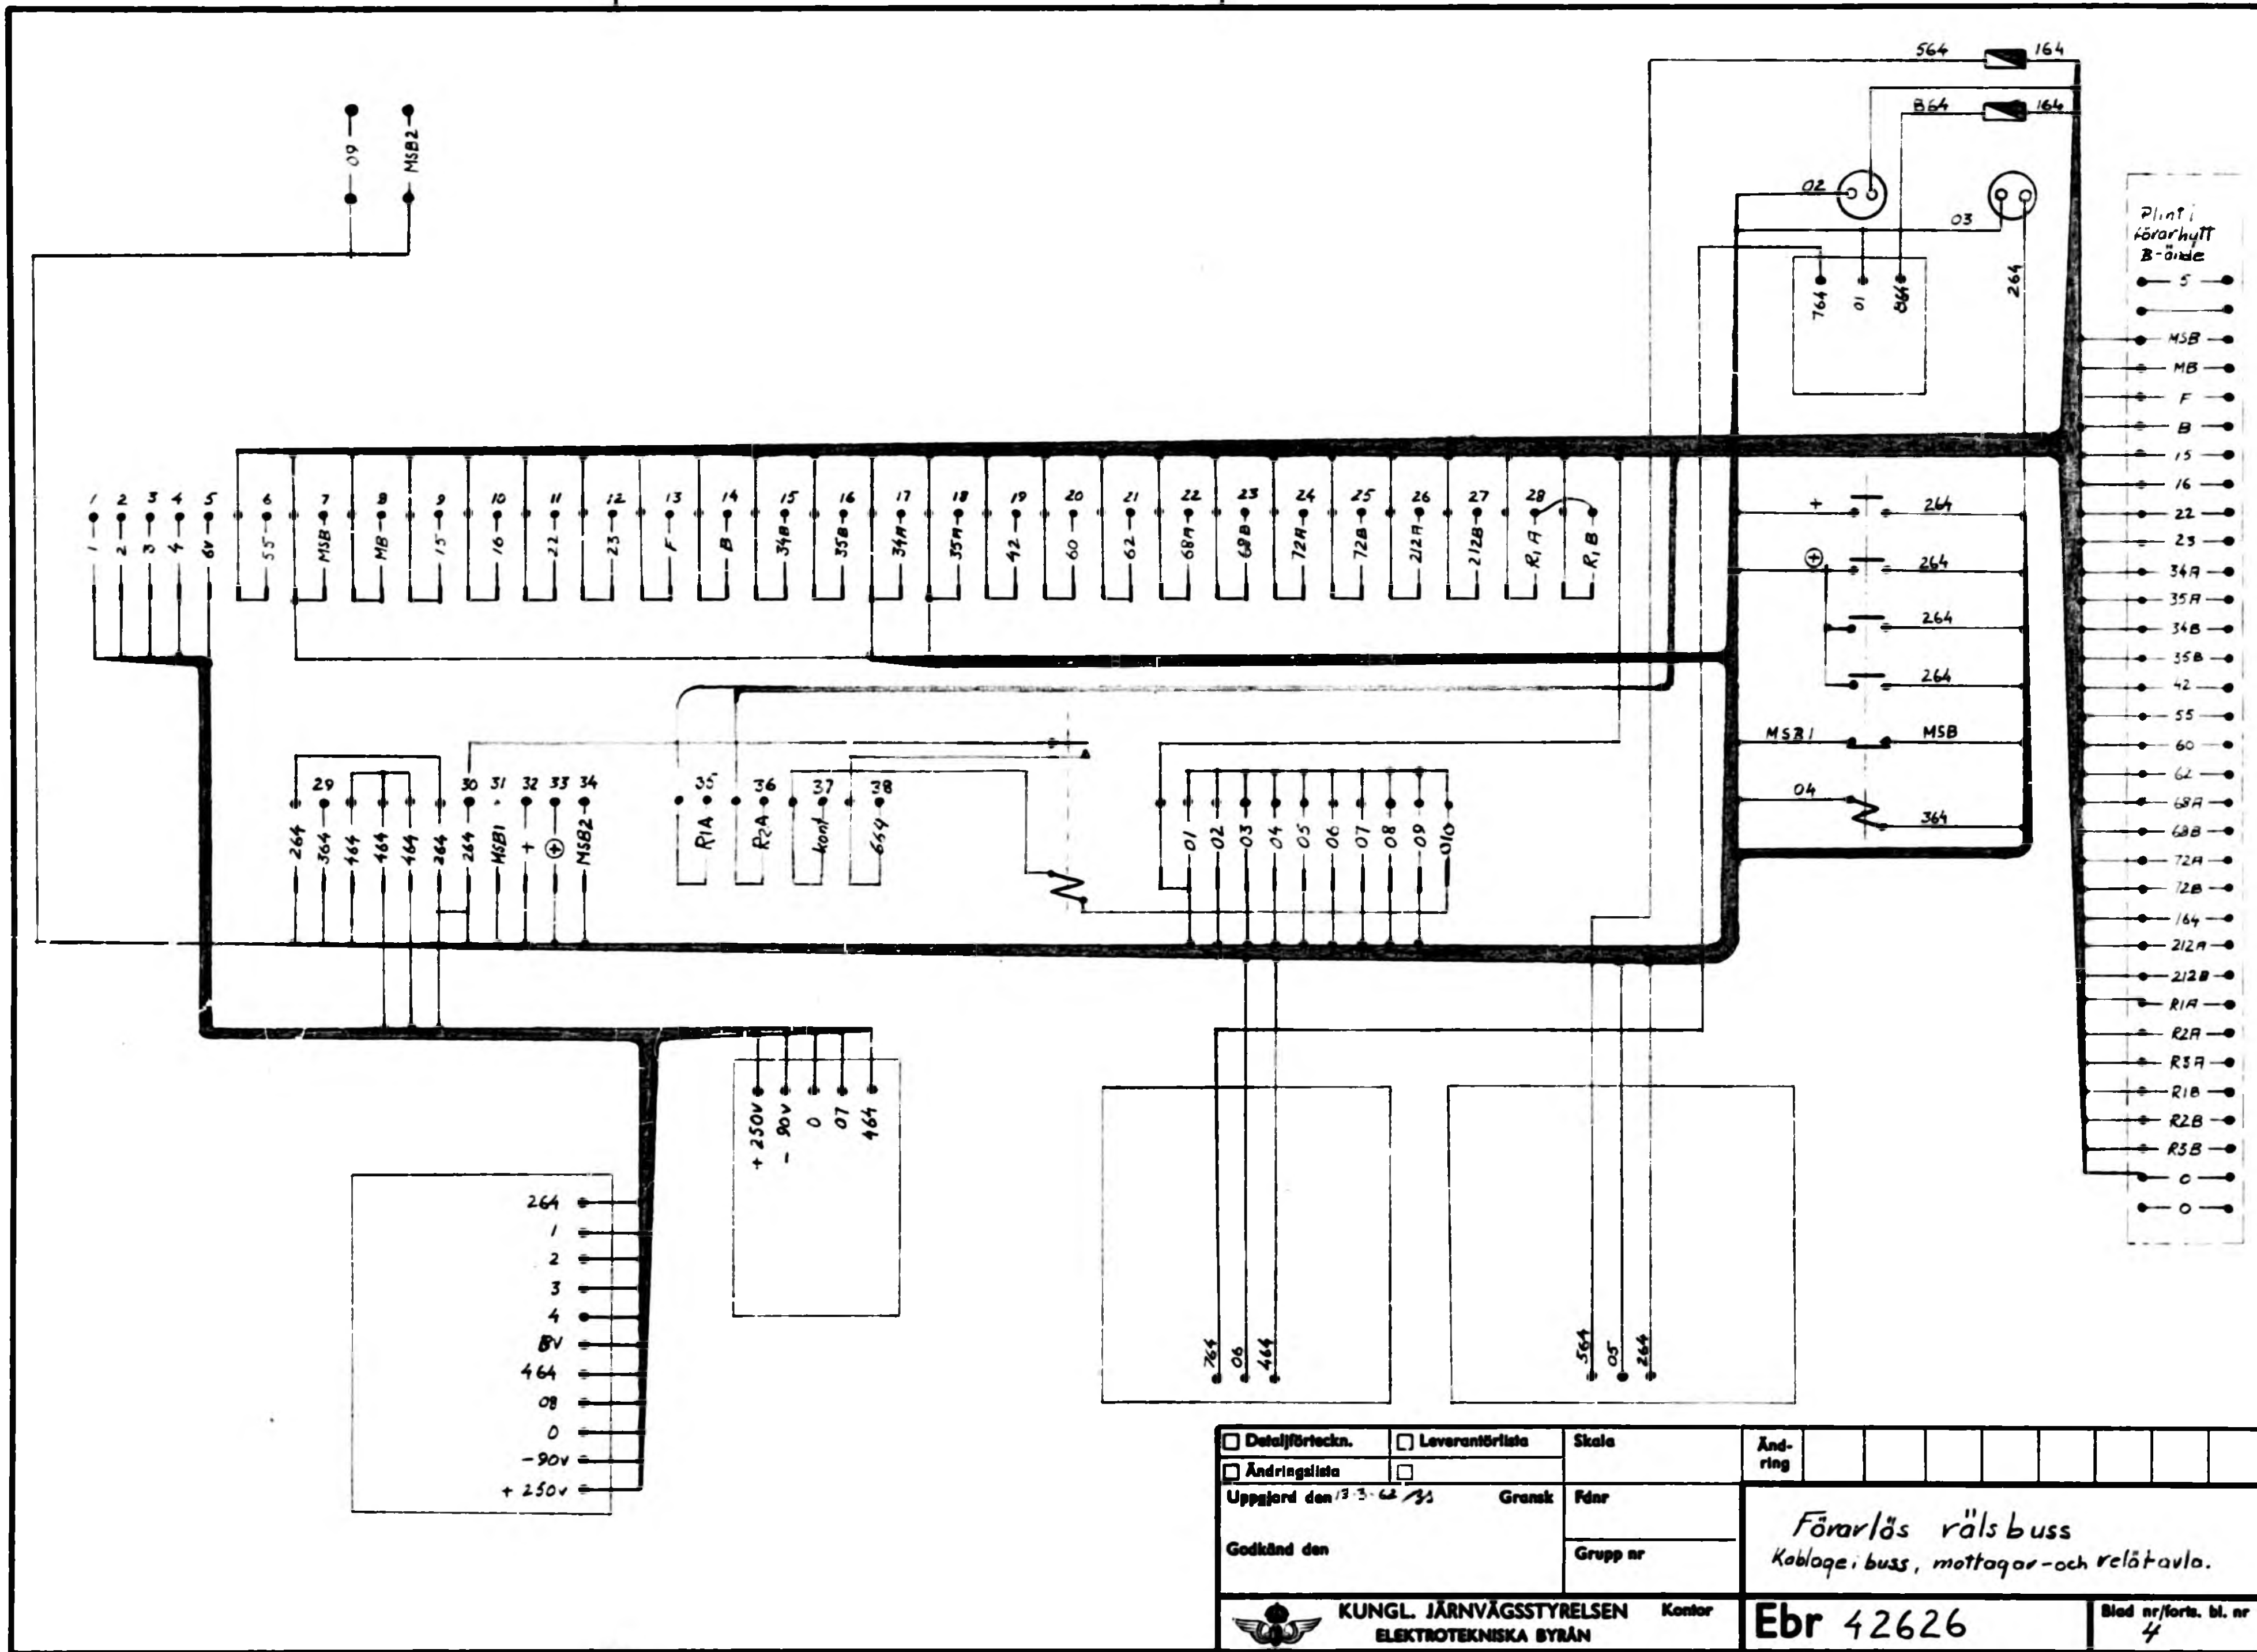 564
164
B64
164
09
MSB2
02
03
264
764
01
864
Plint i
förarhytt
B-ände
5
MSB
MB
F
B
15
16
22
23
34A
35A
34B
35B
42
55
60
62
68A
68B
72A
72B
164
212A
212B
R1A
R2A
R3A
R1B
R2B
R3B
0
0
1 2 3 4 5 6 7 8 9 10 11 12 13 14 15 16 17 18 19 20 21 22 23 24 25 26 27 28
1 2 3 4 6V 55 MSB MB 15 16 22 23 F B 34B 35B 34A 35A 42 60 62 68A 68B 72A 72B 212A 212B R1A R1B
+ 264
⊕ 264
264
264
MSB1 MSB
04
364
29 30 31 32 33 34 35 36 37 38
264 364 464 464 464 264 264 MSB1 + ⊕ MSB2 R1A R2A kont 664
01 02 03 04 05 06 07 08 09 010
+ 250V
- 90V
0
07
464
264
1
2
3
4
BV
464
08
0
-90v
+ 250v
764
06
464
564
05
264
Detaljförteckn.
Leverantörlista
Skala
Änd-
ring
Ändringslista
Uppgjord den 13-3-62
Gransk
Fdnr
Godkänd den
Grupp nr
Förarlös rälsbuss
Kablage i buss, mottagar-och relätavla.
KUNGL. JÄRNVÄGSSTYRELSEN Kontor
ELEKTROTEKNISKA BYRÅN
Ebr 42626
Blad nr/forts. bl. nr
4